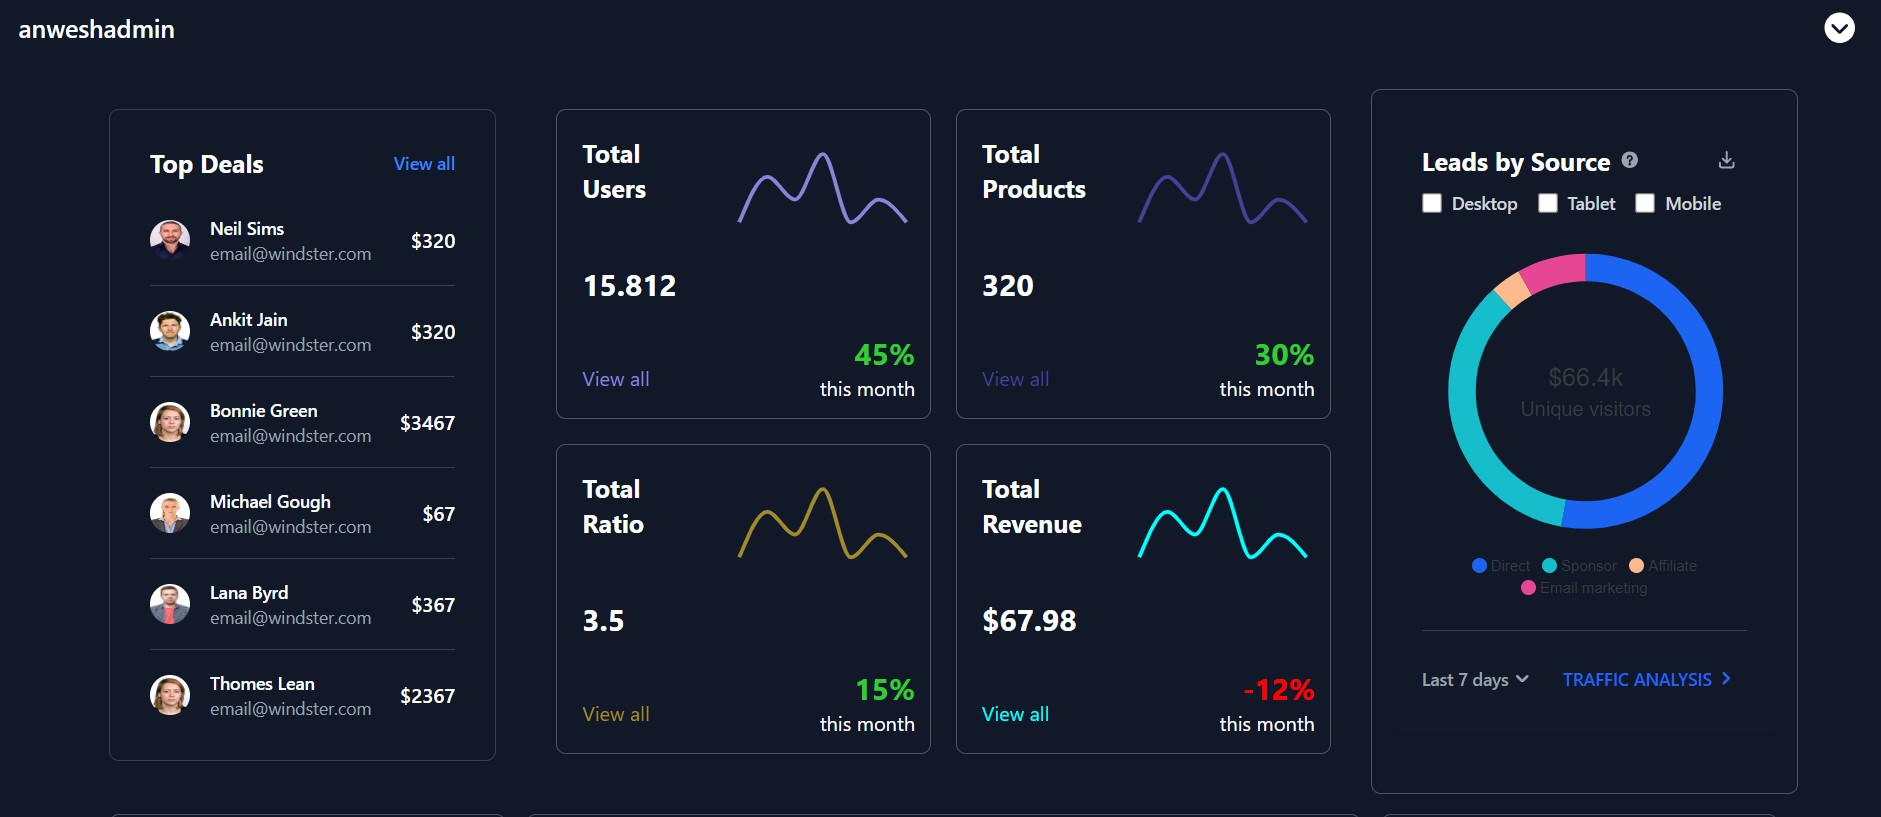 anweshadmin
Top Deals View all
Neil Sims
email@windster.com
$320
Ankit Jain
email@windster.com
$320
Bonnie Green
email@windster.com
$3467
Michael Gough
email@windster.com
$67
Lana Byrd
email@windster.com
$367
Thomes Lean
email@windster.com
$2367
Total
Users
15.812
View all
45%
this month
Total
Products
320
View all
30%
this month
Total
Ratio
3.5
View all
15%
this month
Total
Revenue
$67.98
View all
-12%
this month
Leads by Source ?
Desktop Tablet Mobile
$66.4k
Unique visitors
Direct Sponsor Affiliate
Email marketing
Last 7 days TRAFFIC ANALYSIS